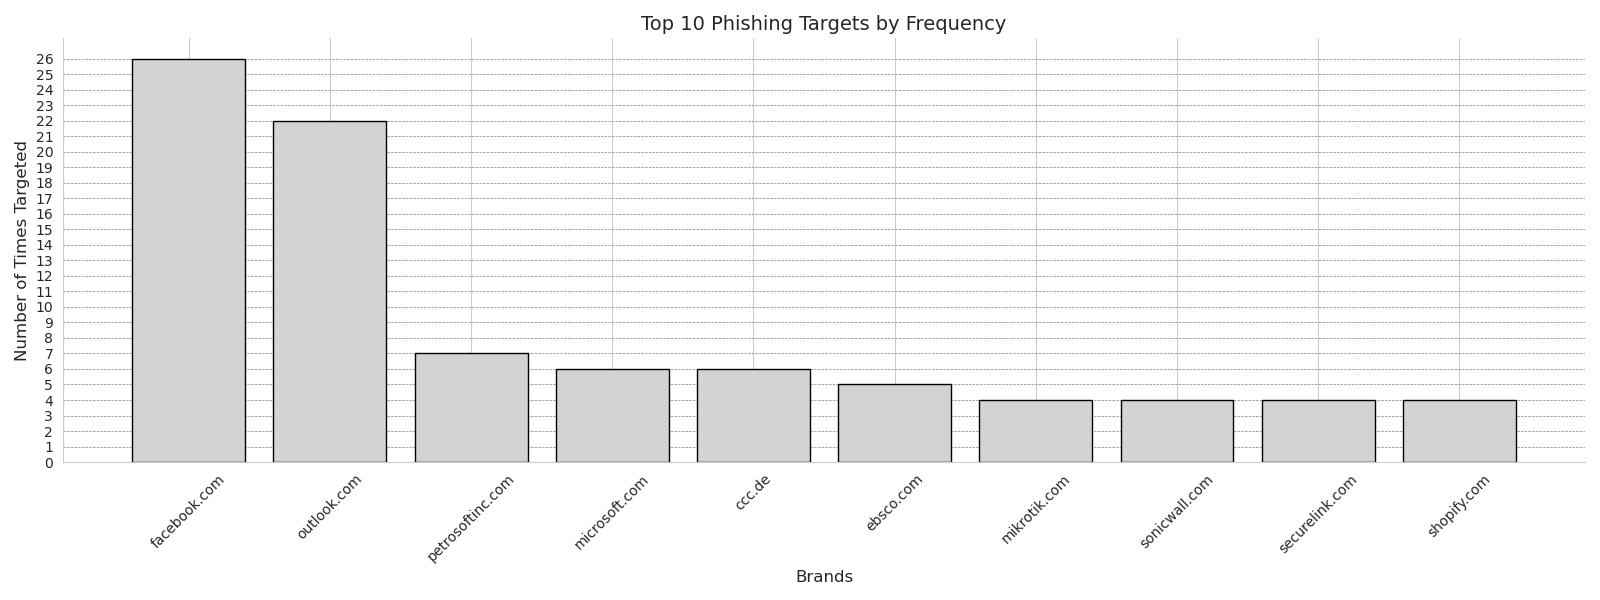 Top 10 Phishing Targets by Frequency
Number of Times Targeted
26
25
24
23
22
21
20
19
18
17
16
15
14
13
12
11
10
9
8
7
6
5
4
3
2
1
0
facebook.com
outlook.com
petrosoftinc.com
microsoft.com
ccc.de
ebsco.com
mikrotik.com
sonicwall.com
securelink.com
shopify.com
Brands